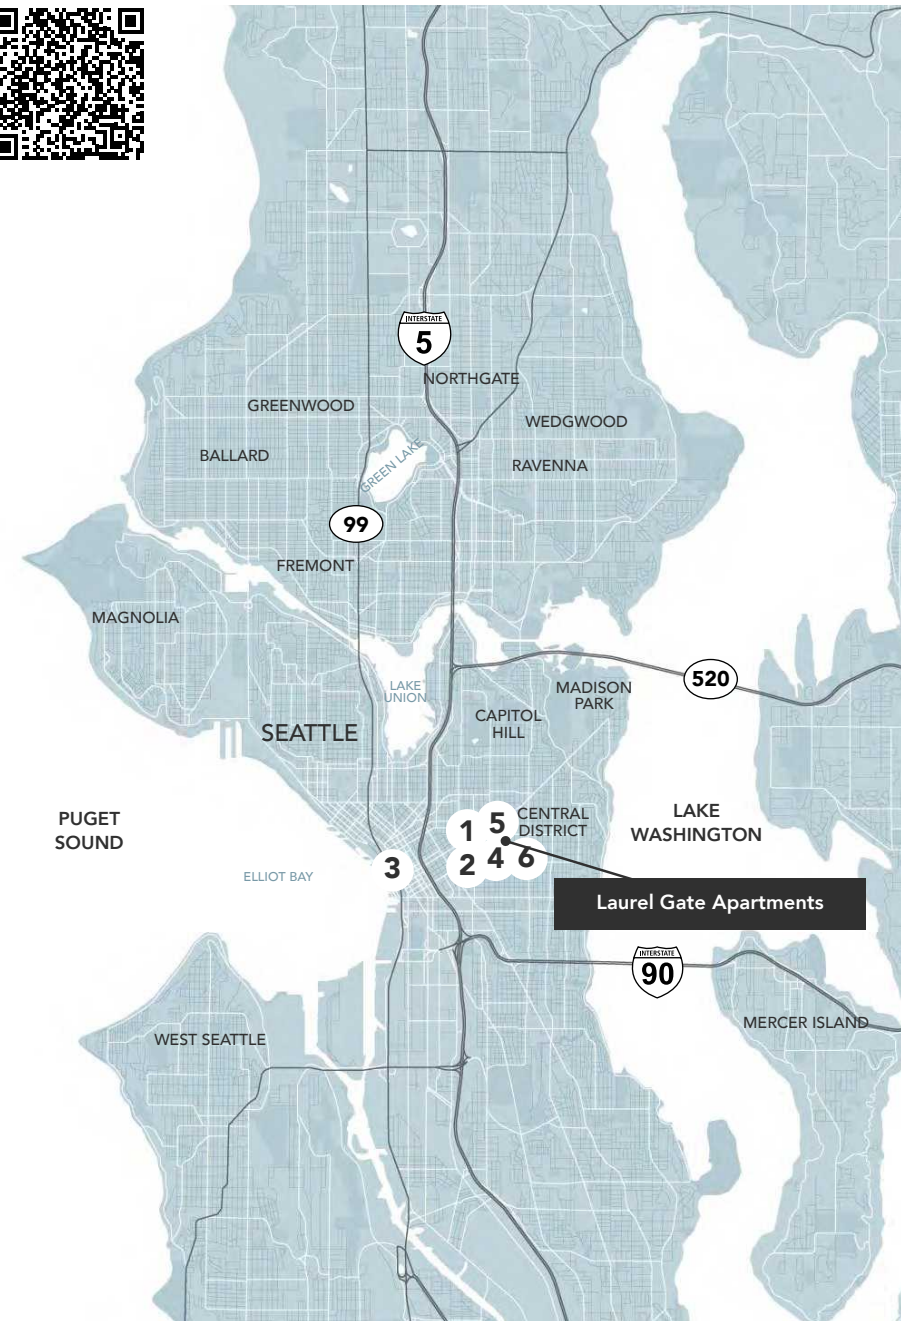 INTERSTATE
5
NORTHGATE
GREENWOOD
WEDGWOOD
BALLARD
GREEN LAKE
RAVENNA
99
FREMONT
MAGNOLIA
520
LAKE
UNION
MADISON
PARK
CAPITOL
HILL
SEATTLE
PUGET
SOUND
LAKE
WASHINGTON
CENTRAL
DISTRICT
1
5
2
4
6
3
ELLIOT BAY
Laurel Gate Apartments
INTERSTATE
90
MERCER ISLAND
WEST SEATTLE